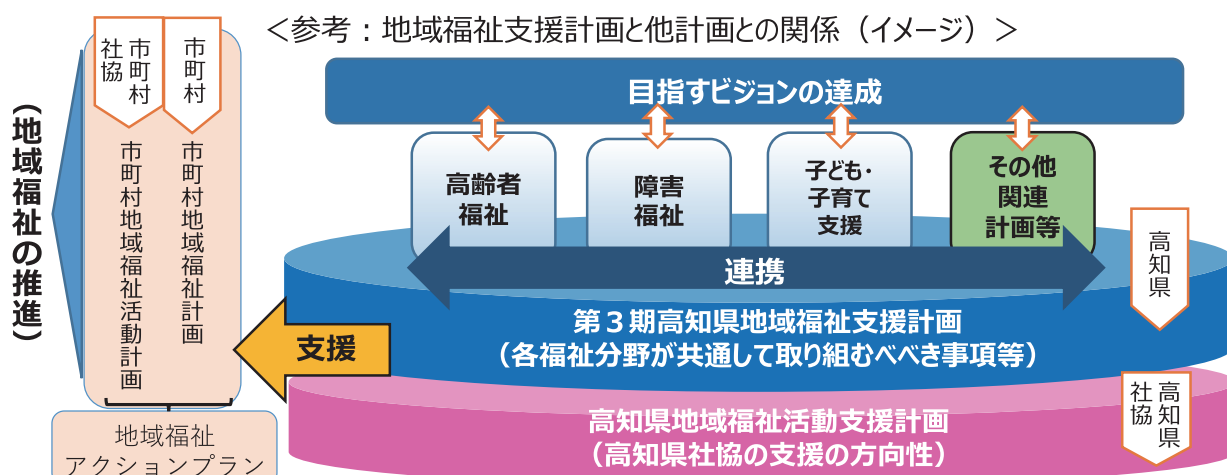 ＜参考：地域福祉支援計画と他計画との関係（イメージ）＞
（地域福祉の推進）
市町村
社協
市町村
市町村地域福祉活動計画
市町村地域福祉計画
地域福祉
アクションプラン
目指すビジョンの達成
高齢者
福祉
障害
福祉
子ども・
子育て
支援
その他
関連
計画等
連携
高知県
第３期高知県地域福祉支援計画
（各福祉分野が共通して取り組むべべき事項等）
支援
高知県地域福祉活動支援計画
（高知県社協の支援の方向性）
高知県
社協